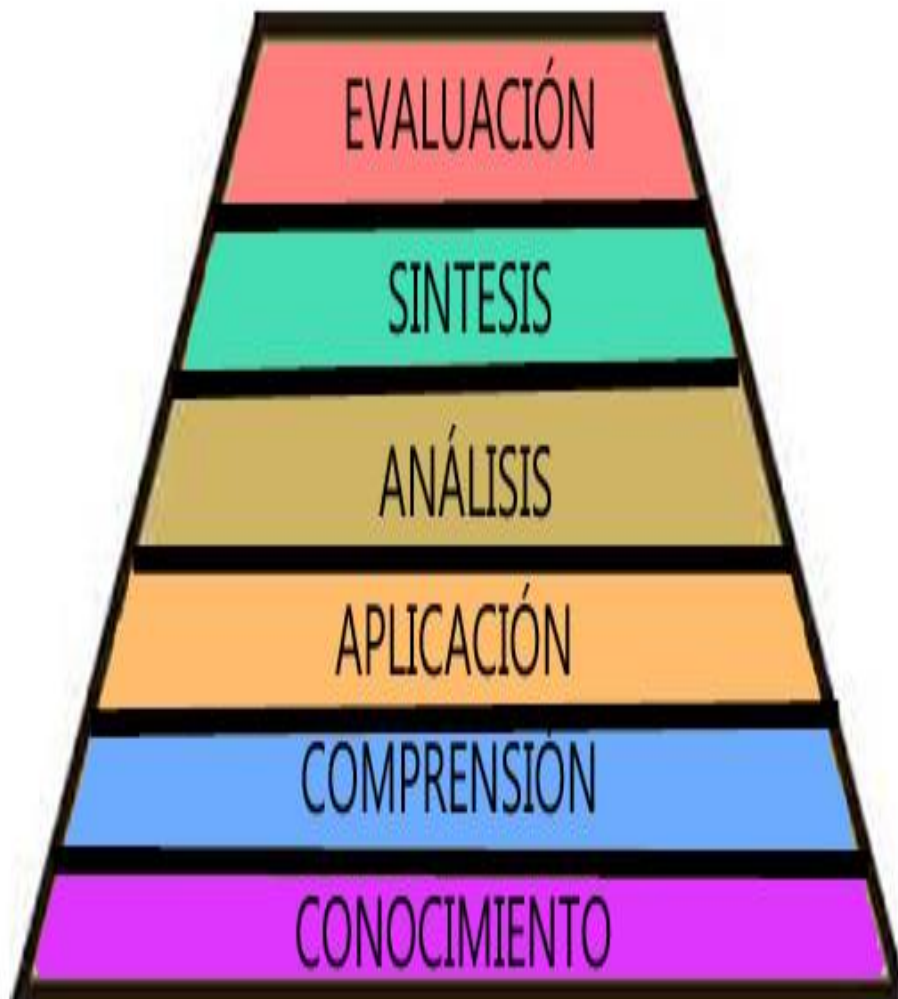 EVALUACIÓN
SINTESIS
ANÁLISIS
APLICACIÓN
COMPRENSIÓN
CONOCIMIENTO